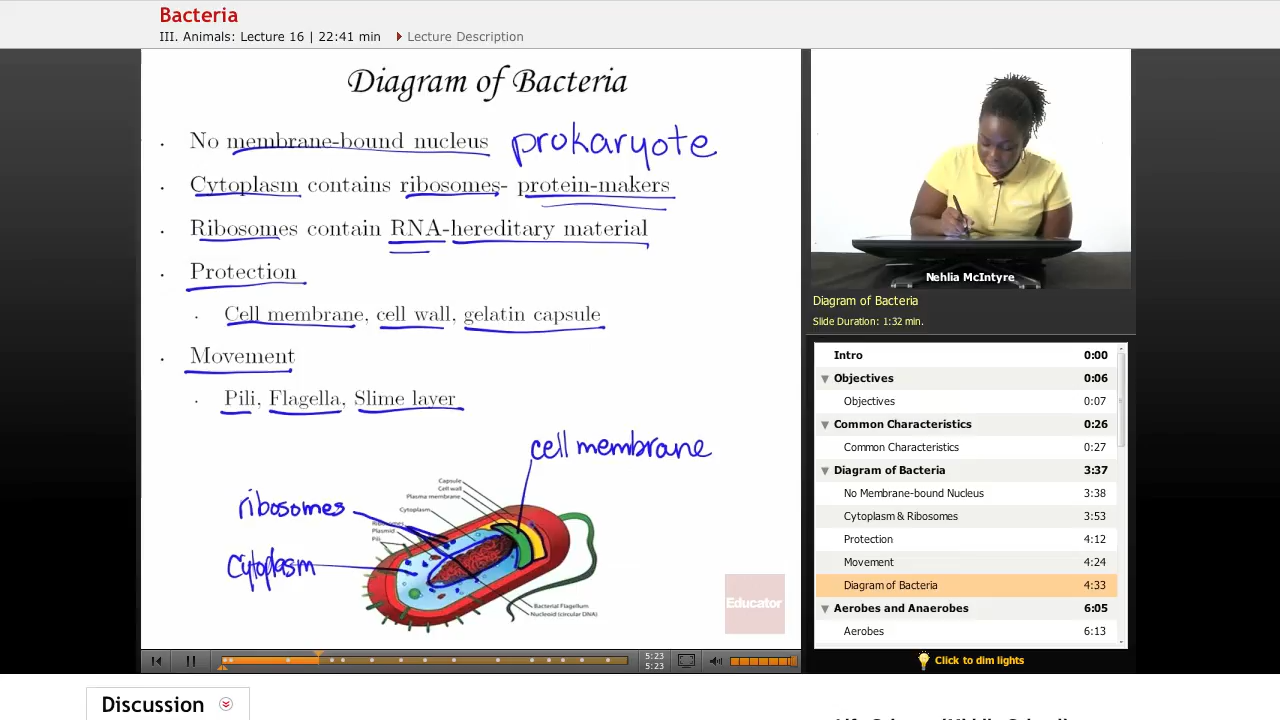 Bacteria
III. Animals: Lecture 16 | 22:41 min
Lecture Description
Diagram of Bacteria
No membrane-bound nucleus prokaryote
Cytoplasm contains ribosomes- protein-makers
Ribosomes contain RNA-hereditary material
Protection
Cell membrane, cell wall, gelatin capsule
Movement
Pili, Flagella, Slime layer
cell membrane
Capsule
Cell wall
Plasma membrane
ribosomes
Cytoplasm
Ribosomes
Plasmid
Pili
Cytoplasm
Bacterial Flagellum
Nucleoid (circular DNA)
Educator
Nehlia McIntyre
Diagram of Bacteria
Slide Duration: 1:32 min.
Intro 0:00
Objectives 0:06
Objectives 0:07
Common Characteristics 0:26
Common Characteristics 0:27
Diagram of Bacteria 3:37
No Membrane-bound Nucleus 3:38
Cytoplasm & Ribosomes 3:53
Protection 4:12
Movement 4:24
Diagram of Bacteria 4:33
Aerobes and Anaerobes 6:05
Aerobes 6:13
5:23
5:23
Click to dim lights
Discussion